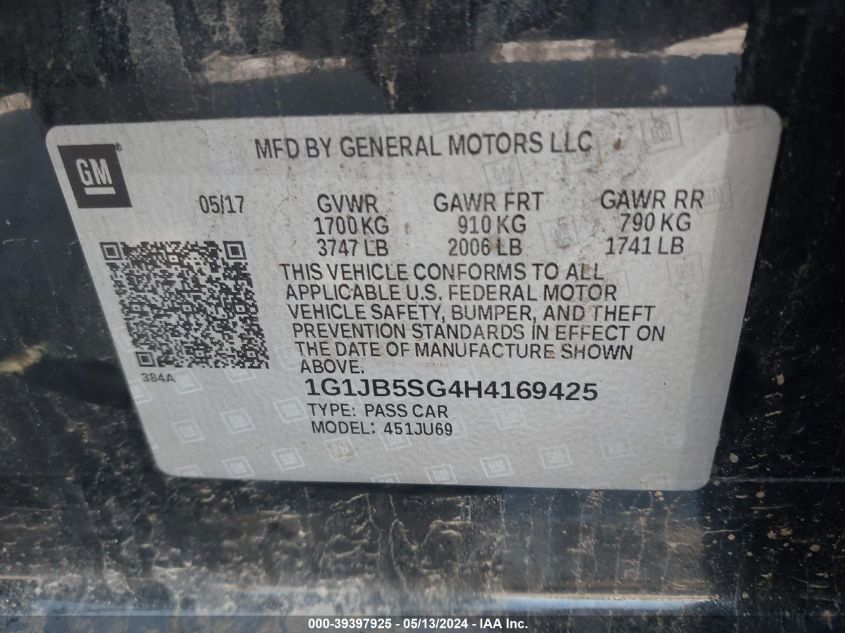 MFD BY GENERAL MOTORS LLC
GM
05/17 GVWR GAWR FRT GAWR RR
1700 KG 910 KG 790 KG
3747 LB 2006 LB 1741 LB
THIS VEHICLE CONFORMS TO ALL
APPLICABLE U.S. FEDERAL MOTOR
VEHICLE SAFETY, BUMPER, AND THEFT
PREVENTION STANDARDS IN EFFECT ON
THE DATE OF MANUFACTURE SHOWN
ABOVE.
384A
1G1JB5SG4H4169425
TYPE: PASS CAR
MODEL: 451JU69
000-39397925 - 05/13/2024 - IAA Inc.